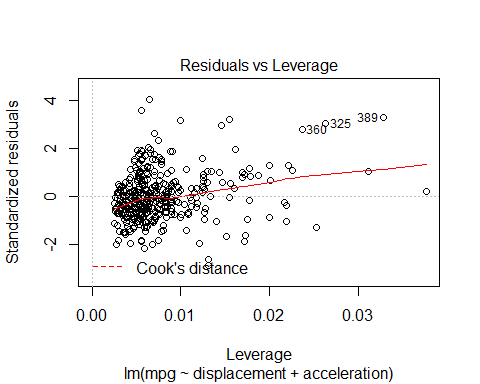 Residuals vs Leverage
Standardized residuals
4
2
0
-2
389
325
360
Cook's distance
0.00 0.01 0.02 0.03
Leverage
lm(mpg ~ displacement + acceleration)